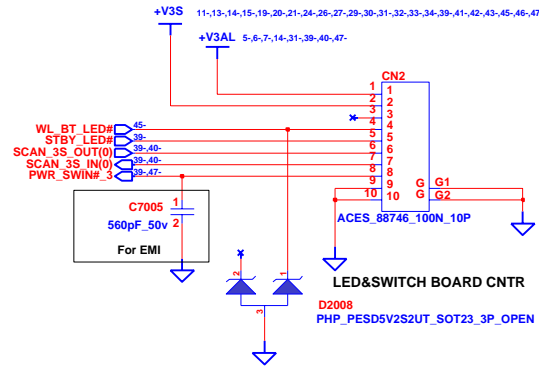 +V3S 11-,13-,14-,15-,19-,20-,21-,24-,26-,27-,29-,30-,31-,32-,33-,34-,39-,41-,42-,43-,45-,46-,47
+V3AL 5-,6-,7-,14-,31-,39-,40-,47-
CN2
1 1
2 2
3 3
4 4
5 5
6 6
7 7
8 8
9 9
10 10
G G1
G G2
WL_BT_LED# 45-
STBY_LED# 39-
SCAN_3S_OUT(0) 39-,40-
SCAN_3S_IN(0) 39-,40-
PWR_SWIN#_3 39-,47-
ACES_88746_100N_10P
C7005
1
2
560pF_50v
For EMI
LED&SWITCH BOARD CNTR
2 1
3
D2008
PHP_PESD5V2S2UT_SOT23_3P_OPEN